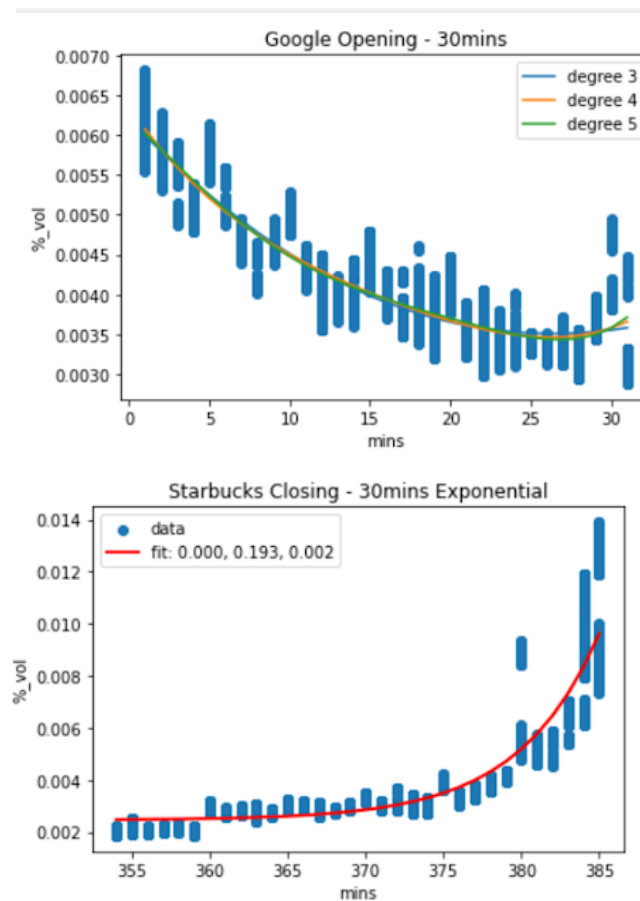 Google Opening - 30mins
degree 3
degree 4
degree 5
0.0070
0.0065
0.0060
0.0055
0.0050
0.0045
0.0040
0.0035
0.0030
%_vol
0 5 10 15 20 25 30
mins
Starbucks Closing - 30mins Exponential
data
fit: 0.000, 0.193, 0.002
0.014
0.012
0.010
0.008
0.006
0.004
0.002
%_vol
355 360 365 370 375 380 385
mins